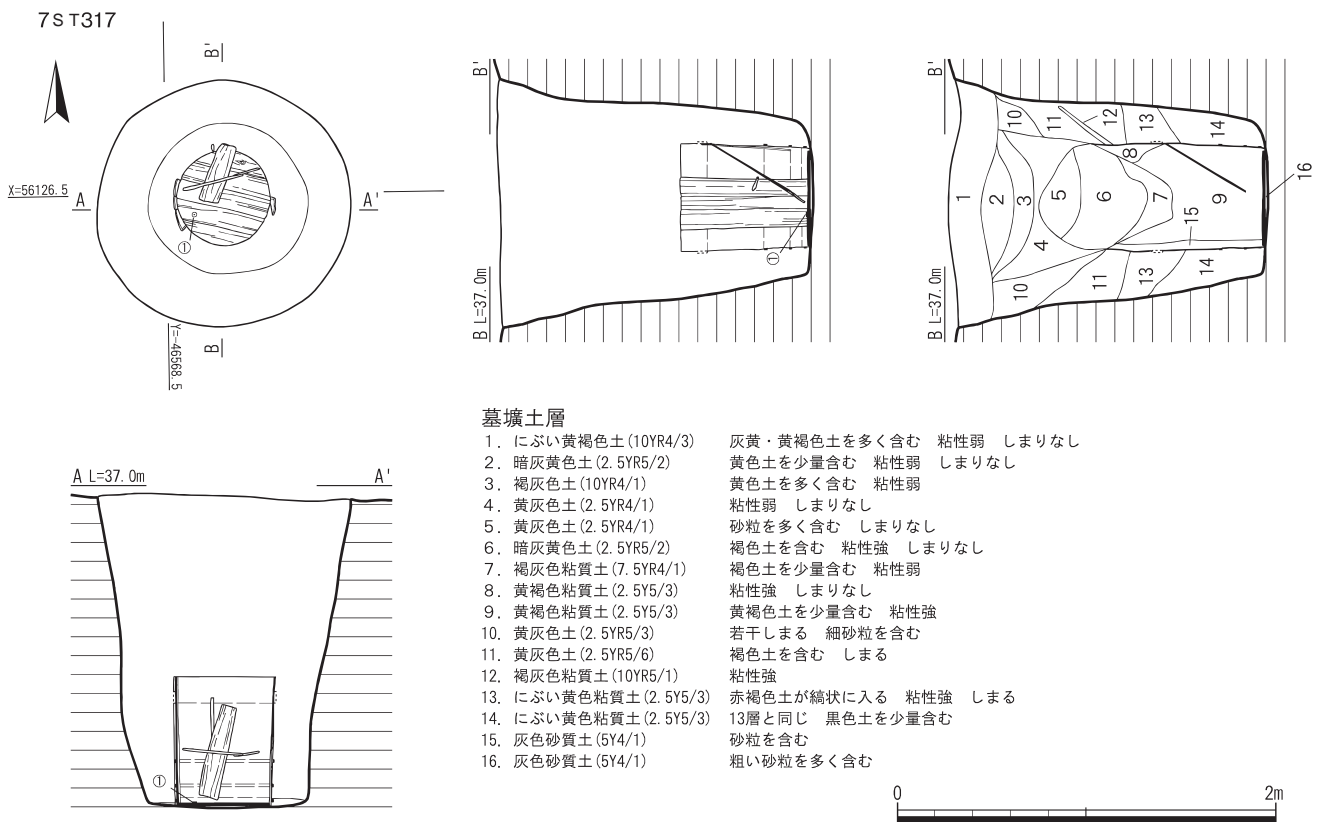 7ST317
B'
X=56126.5
A
A'
①
B
Y=-46568.5
B'
①
B L=37.0m
B'
10
11
12
13
14
8
1
2
3
5
6
7
9
15
16
4
10
11
13
14
B L=37.0m
A L=37.0m
A'
①
墓壙土層
1. にぶい黄褐色土(10YR4/3) 灰黄・黄褐色土を多く含む 粘性弱 しまりなし
2. 暗灰黄色土(2.5YR5/2) 黄色土を少量含む 粘性弱 しまりなし
3. 褐灰色土(10YR4/1) 黄色土を多く含む 粘性弱
4. 黄灰色土(2.5YR4/1) 粘性弱 しまりなし
5. 黄灰色土(2.5YR4/1) 砂粒を多く含む しまりなし
6. 暗灰黄色土(2.5YR5/2) 褐色土を含む 粘性強 しまりなし
7. 褐灰色粘質土(7.5YR4/1) 褐色土を少量含む 粘性弱
8. 黄褐色粘質土(2.5Y5/3) 粘性強 しまりなし
9. 黄褐色粘質土(2.5Y5/3) 黄褐色土を少量含む 粘性強
10. 黄灰色土(2.5YR5/3) 若干しまる 細砂粒を含む
11. 黄灰色土(2.5YR5/6) 褐色土を含む しまる
12. 褐灰色粘質土(10YR5/1) 粘性強
13. にぶい黄色粘質土(2.5Y5/3) 赤褐色土が縞状に入る 粘性強 しまる
14. にぶい黄色粘質土(2.5Y5/3) 13層と同じ 黒色土を少量含む
15. 灰色砂質土(5Y4/1) 砂粒を含む
16. 灰色砂質土(5Y4/1) 粗い砂粒を多く含む
0 2m